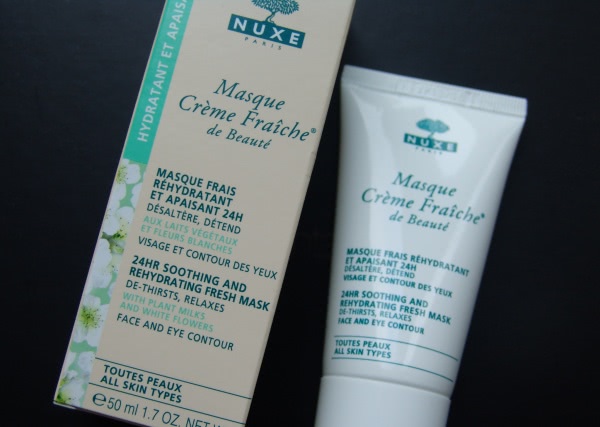 HYDRATANT ET APAISA
NUXE
PARIS
Masque
Crème Fraîche®
de Beauté
MASQUE FRAIS
RÉHYDRATANT
ET APAISANT 24H
DÉSALTÈRE, DÉTEND
AUX LAITS VÉGÉTAUX
ET FLEURS BLANCHES
VISAGE ET CONTOUR DES YEUX
24HR SOOTHING AND
REHYDRATING FRESH MASK
DE-THIRSTS, RELAXES
WITH PLANT MILKS
AND WHITE FLOWERS
FACE AND EYE CONTOUR
TOUTES PEAUX
ALL SKIN TYPES
℮50 ml 1.7 OZ. NET
NUXE
PARIS
Masque
Crème Fraîche®
de Beauté
MASQUE FRAIS RÉHYDRATANT
ET APAISANT 24H
DÉSALTÈRE, DÉTEND
VISAGE ET CONTOUR DES YEUX
24HR SOOTHING AND
REHYDRATING FRESH MASK
DE-THIRSTS, RELAXES
FACE AND EYE CONTOUR
TOUTES PEAUX
ALL SKIN TYPES